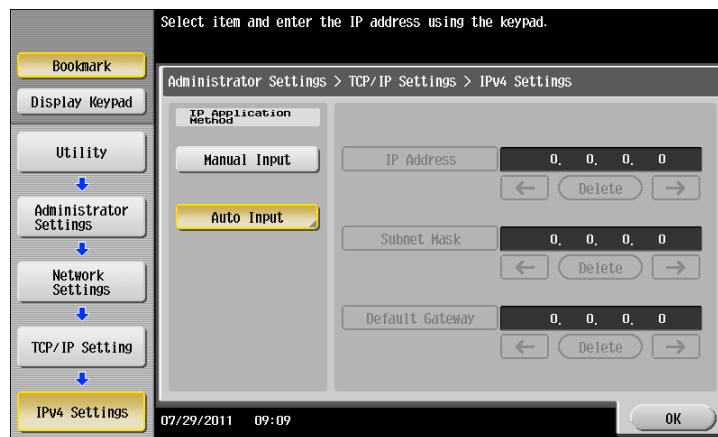 Select item and enter the IP address using the keypad.
Bookmark
Display Keypad
Utility
Administrator
Settings
Network
Settings
TCP/IP Setting
IPv4 Settings
Administrator Settings > TCP/IP Settings > IPv4 Settings
IP Application
Method
Manual Input
Auto Input
IP Address 0. 0. 0. 0
← Delete →
Subnet Mask 0. 0. 0. 0
← Delete →
Default Gateway 0. 0. 0. 0
← Delete →
07/29/2011 09:09
OK